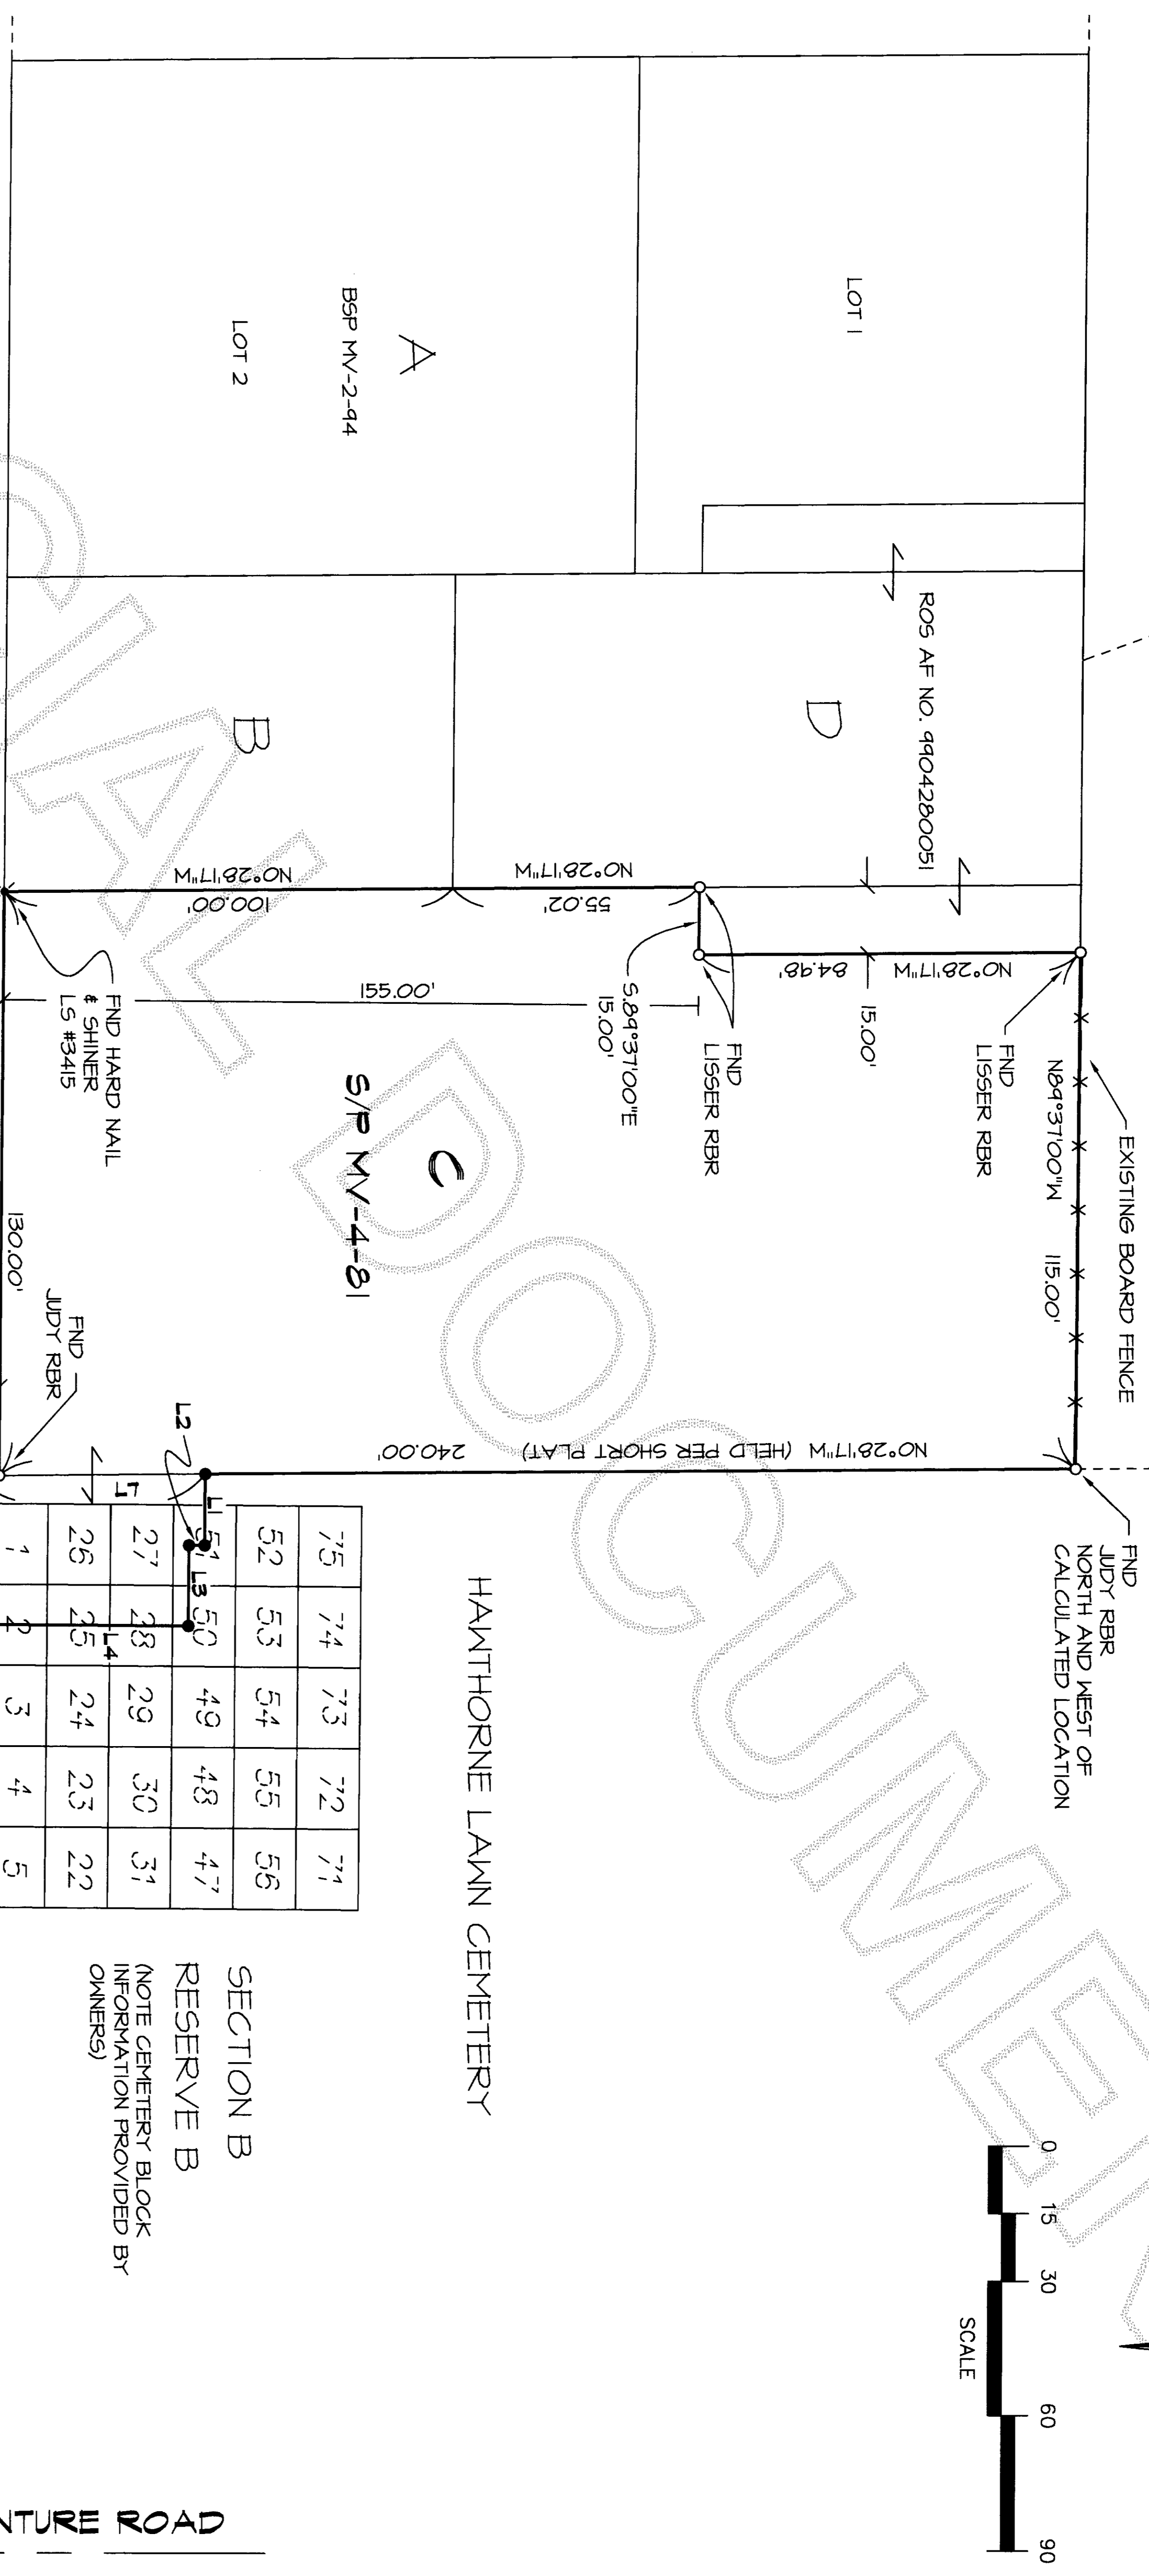 EXISTING BOARD FENCE
N89°37'00"W 115.00'
FND
JUDY RBR
NORTH AND WEST OF
CALCULATED LOCATION
FND
LISSER RBR
LOT 1
ROS AF NO. 9904280051
D
N0°28'17"W
84.98'
15.00'
FND
LISSER RBR
S.89°37'00"E
15.00'
N0°28'17"W
55.02'
A
BSP MV-2-94
LOT 2
B
N0°28'17"W
100.00'
155.00'
C
S/P MV-4-81
FND HARD NAIL
& SHINER
LS #3415
130.00'
FND
JUDY RBR
N0°28'17"W (HELD PER SHORT PLAT) 240.00'
HAWTHORNE LAWN CEMETERY
L2
L1
L3
L4
L7
75 74 73 72 71
52 53 54 55 56
51 50 49 48 47
27 28 29 30 31
26 25 24 23 22
1 2 3 4 5
SECTION B
RESERVE B
(NOTE CEMETERY BLOCK
INFORMATION PROVIDED BY
OWNERS)
0 15 30 60 90
SCALE
NTURE ROAD
CIAL DOCUMEN